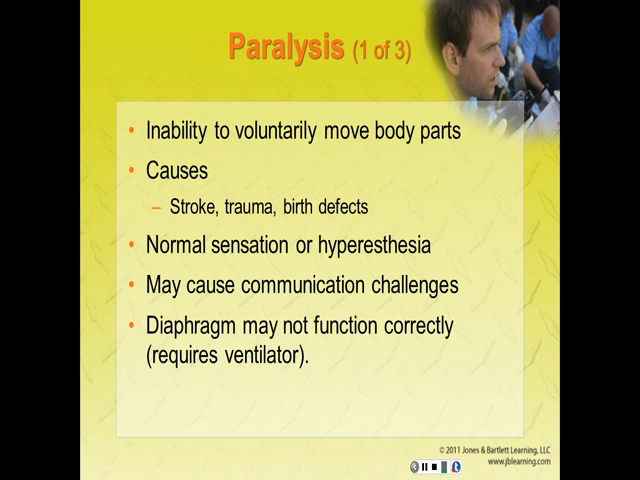 Paralysis (1 of 3)
• Inability to voluntarily move body parts
• Causes
– Stroke, trauma, birth defects
• Normal sensation or hyperesthesia
• May cause communication challenges
• Diaphragm may not function correctly
(requires ventilator).
© 2011 Jones & Bartlett Learning, LLC
www.jblearning.com